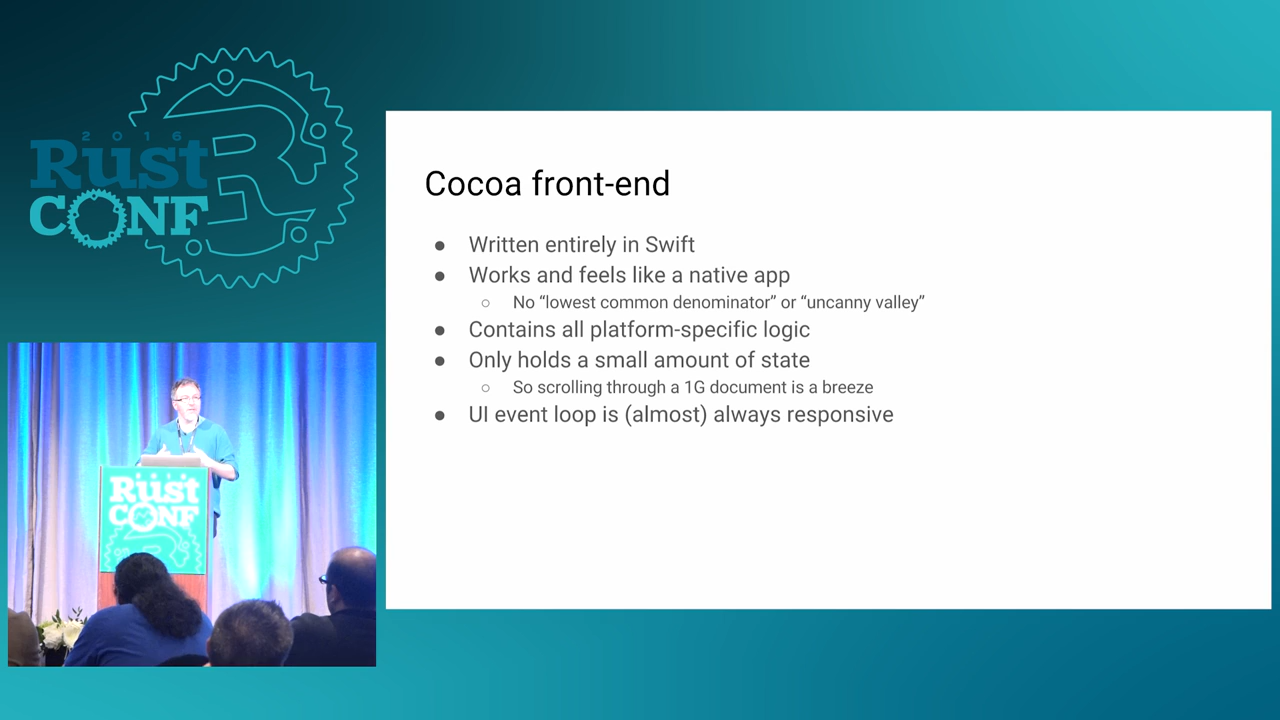 2016
Rust
CONF
Cocoa front-end
● Written entirely in Swift
● Works and feels like a native app
○ No “lowest common denominator” or “uncanny valley”
● Contains all platform-specific logic
● Only holds a small amount of state
○ So scrolling through a 1G document is a breeze
● UI event loop is (almost) always responsive
2016
Rust
CONF